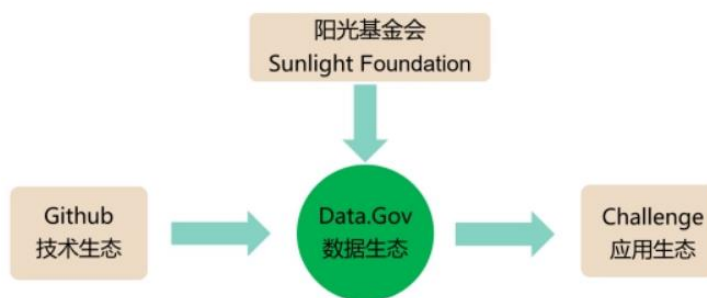 阳光基金会
Sunlight Foundation
Github
技术生态
Data.Gov
数据生态
Challenge
应用生态